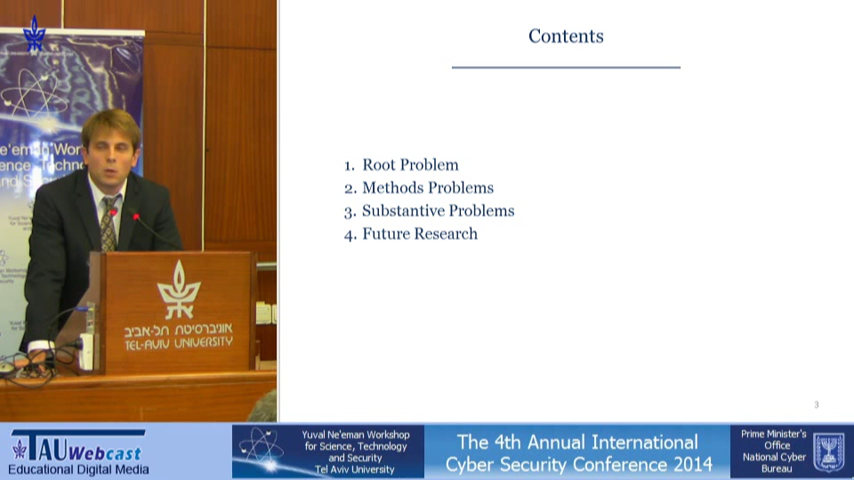 Contents
1. Root Problem
2. Methods Problems
3. Substantive Problems
4. Future Research
3
אוניברסיטת תל-אביב
TEL-AVIV UNIVERSITY
TAU Webcast
Educational Digital Media
Yuval Ne'eman Workshop
for Science, Technology
and Security
Tel Aviv University
The 4th Annual International
Cyber Security Conference 2014
Prime Minister's
Office
National Cyber
Bureau